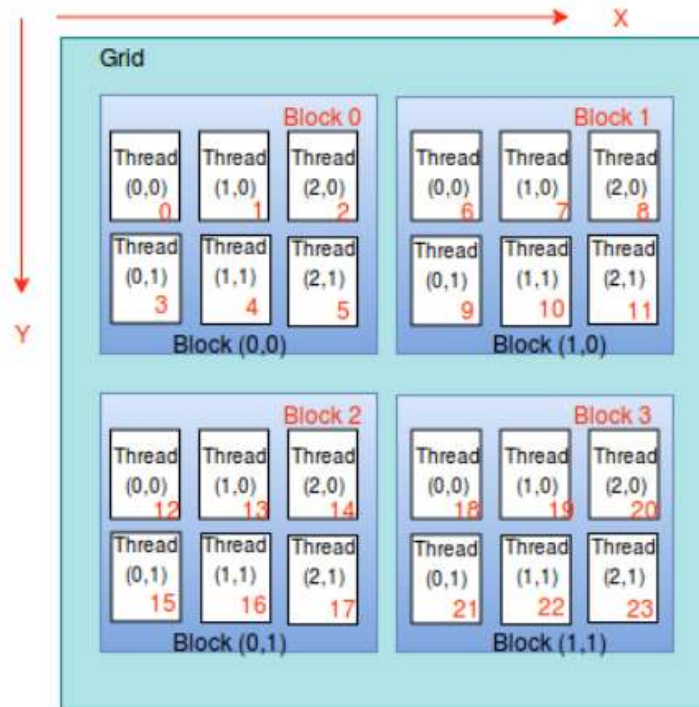 X
Y
Grid
Block 0
Thread (0,0) 0
Thread (1,0) 1
Thread (2,0) 2
Thread (0,1) 3
Thread (1,1) 4
Thread (2,1) 5
Block (0,0)
Block 1
Thread (0,0) 6
Thread (1,0) 7
Thread (2,0) 8
Thread (0,1) 9
Thread (1,1) 10
Thread (2,1) 11
Block (1,0)
Block 2
Thread (0,0) 12
Thread (1,0) 13
Thread (2,0) 14
Thread (0,1) 15
Thread (1,1) 16
Thread (2,1) 17
Block (0,1)
Block 3
Thread (0,0) 18
Thread (1,0) 19
Thread (2,0) 20
Thread (0,1) 21
Thread (1,1) 22
Thread (2,1) 23
Block (1,1)